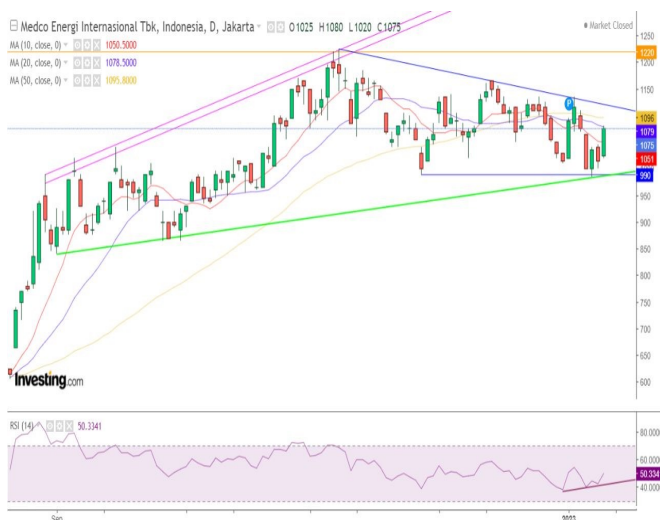 Medco Energi Internasional Tbk, Indonesia, D, Jakarta O1025 H1080 L1020 C1075
Market Closed
MA (10, close, 0) 1050.5000
MA (20, close, 0) 1078.5000
MA (50, close, 0) 1095.8000
1250
1220
1150
1096
1079
1075
1051
990
950
900
850
800
750
700
650
600
P
Investing.com
RSI (14) 50.3341
80.0000
60.0000
50.3341
40.0000
Sep
2023